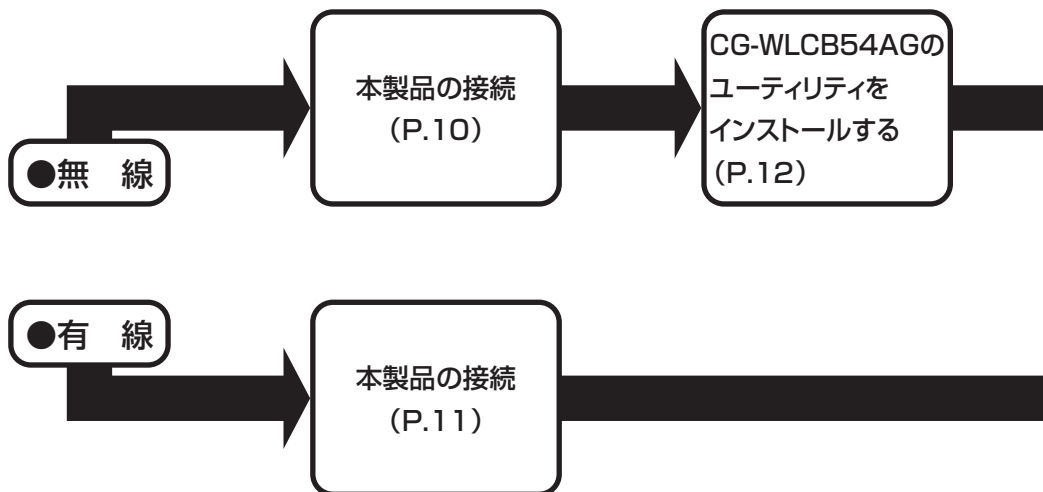 ●無　線
本製品の接続
（P.10）
CG-WLCB54AGの
ユーティリティを
インストールする
（P.12）
●有　線
本製品の接続
（P.11）